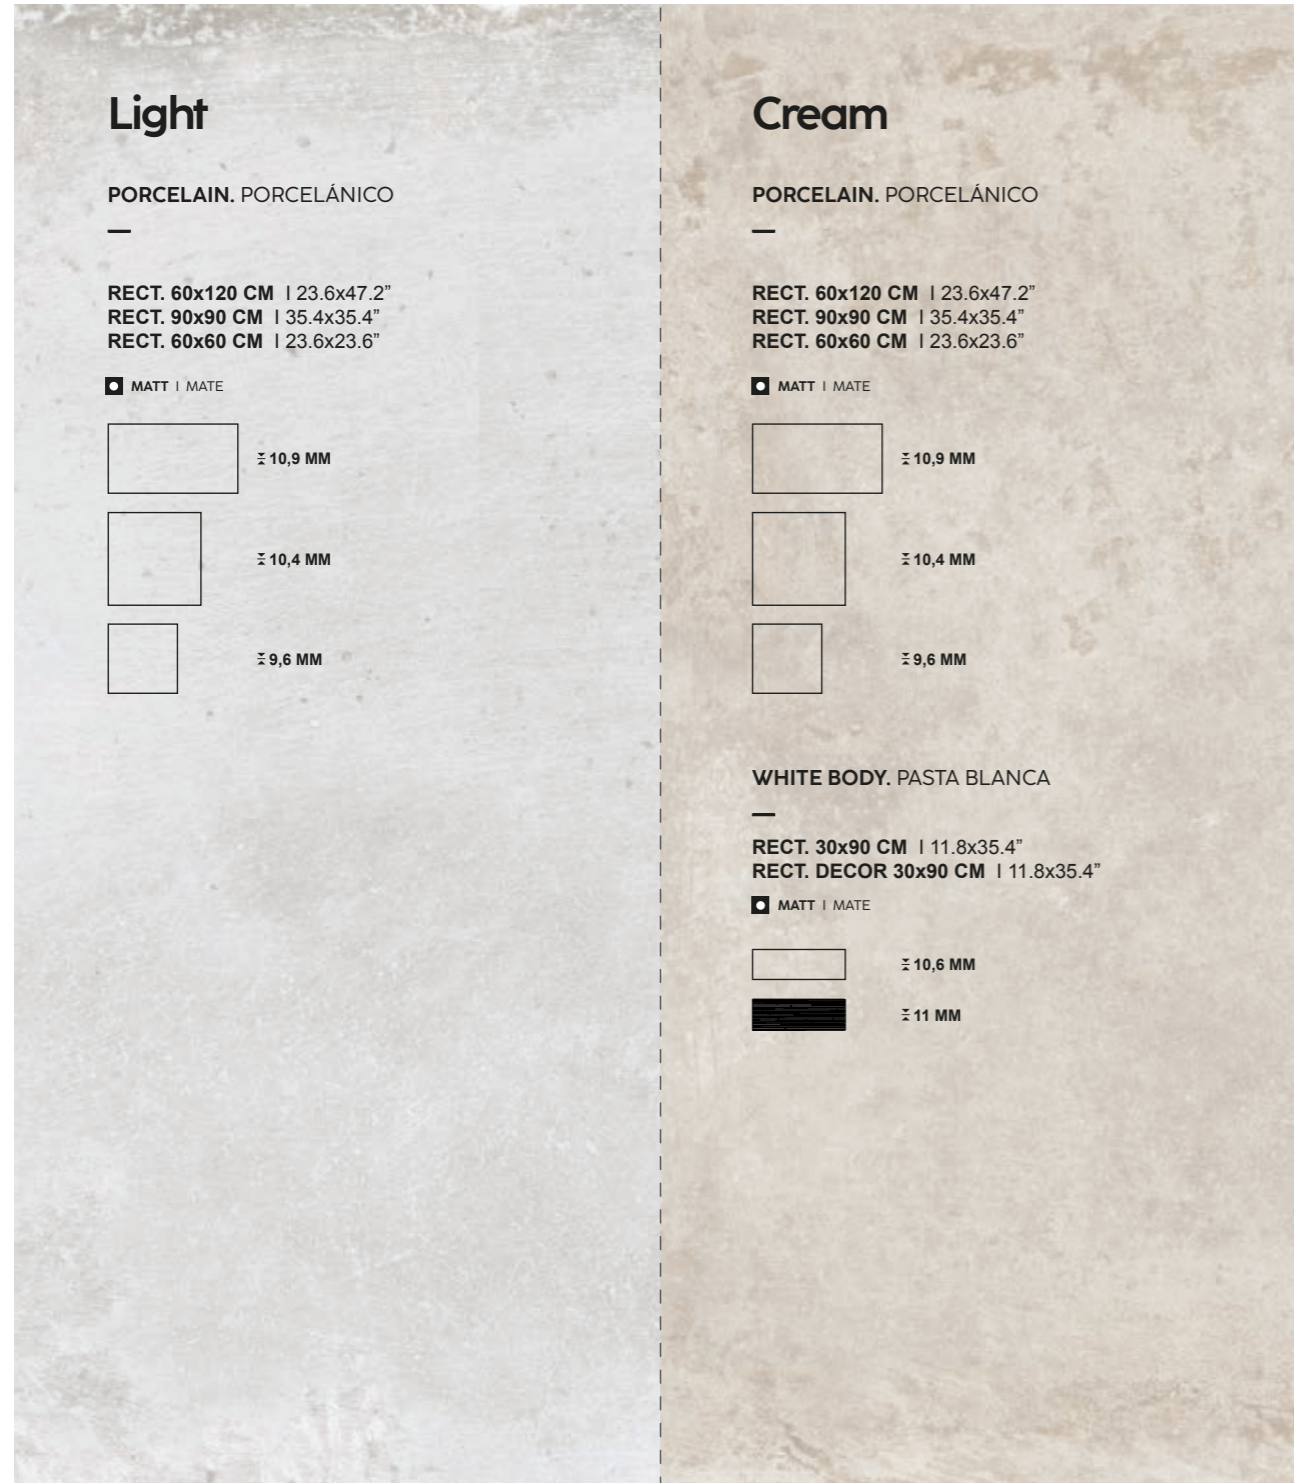 Light
PORCELAIN. PORCELÁNICO
RECT. 60x120 CM I 23.6x47.2”
RECT. 90x90 CM I 35.4x35.4”
RECT. 60x60 CM I 23.6x23.6”
MATT I MATE
10,9 MM
10,4 MM
9,6 MM
Cream
PORCELAIN. PORCELÁNICO
RECT. 60x120 CM I 23.6x47.2”
RECT. 90x90 CM I 35.4x35.4”
RECT. 60x60 CM I 23.6x23.6”
MATT I MATE
10,9 MM
10,4 MM
9,6 MM
WHITE BODY. PASTA BLANCA
RECT. 30x90 CM I 11.8x35.4”
RECT. DECOR 30x90 CM I 11.8x35.4”
MATT I MATE
10,6 MM
11 MM